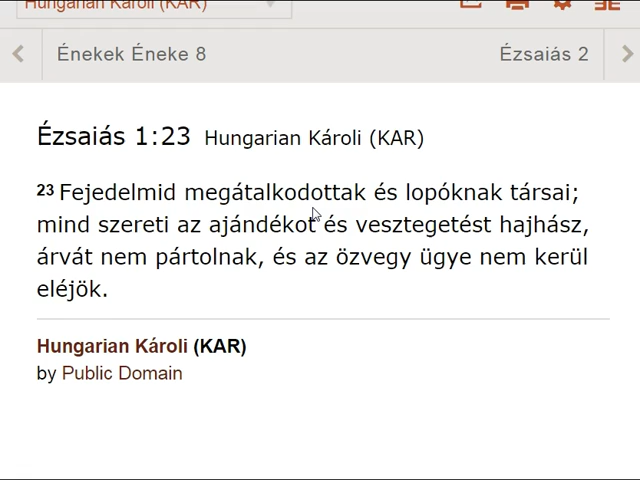 Hungarian Károli (KAR)
Énekek Éneke 8
Ézsaiás 2
Ézsaiás 1:23 Hungarian Károli (KAR)
23 Fejedelmid megátalkodottak és lopóknak társai;
mind szereti az ajándékot és vesztegetést hajhász,
árvát nem pártolnak, és az özvegy ügye nem kerül
eléjök.
Hungarian Károli (KAR)
by Public Domain